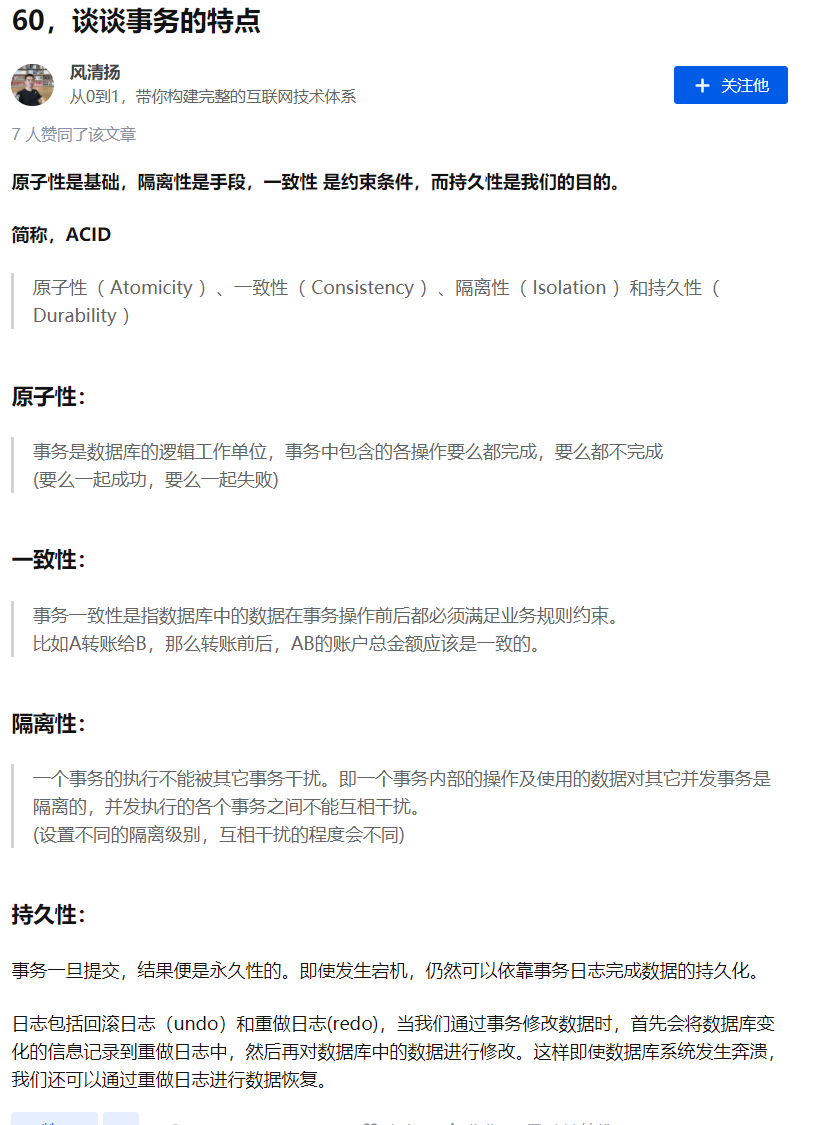 60，谈谈事务的特点
风清扬
从0到1，带你构建完整的互联网技术体系
+ 关注他
7 人赞同了该文章
原子性是基础，隔离性是手段，一致性 是约束条件，而持久性是我们的目的。
简称，ACID
原子性（ Atomicity ）、一致性（ Consistency ）、隔离性（ Isolation ）和持久性（
Durability ）
原子性：
事务是数据库的逻辑工作单位，事务中包含的各操作要么都完成，要么都不完成
(要么一起成功，要么一起失败)
一致性：
事务一致性是指数据库中的数据在事务操作前后都必须满足业务规则约束。
比如A转账给B，那么转账前后，AB的账户总金额应该是一致的。
隔离性：
一个事务的执行不能被其它事务干扰。即一个事务内部的操作及使用的数据对其它并发事务是
隔离的，并发执行的各个事务之间不能互相干扰。
(设置不同的隔离级别，互相干扰的程度会不同)
持久性：
事务一旦提交，结果便是永久性的。即使发生宕机，仍然可以依靠事务日志完成数据的持久化。
日志包括回滚日志（undo）和重做日志(redo)，当我们通过事务修改数据时，首先会将数据库变
化的信息记录到重做日志中，然后再对数据库中的数据进行修改。这样即使数据库系统发生奔溃，
我们还可以通过重做日志进行数据恢复。